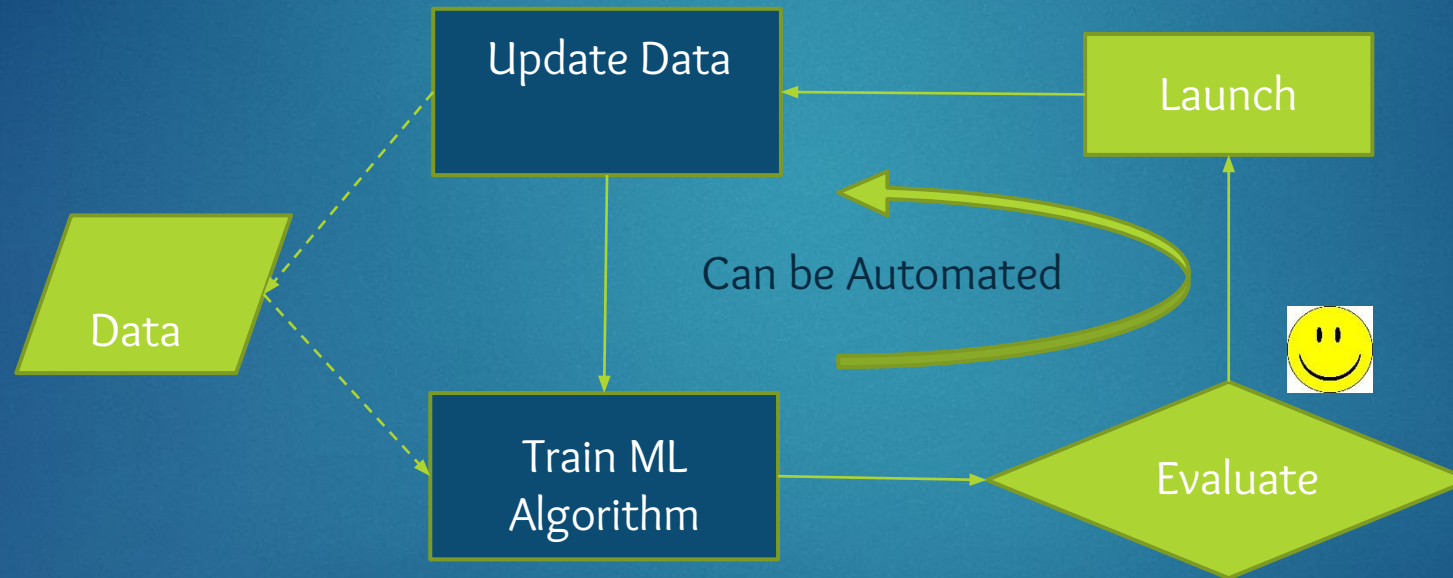 Update Data
Launch
Can be Automated
Data
Train ML
Algorithm
Evaluate